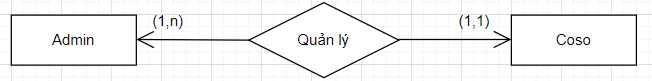 (1,n)
(1,1)
Admin
Quản lý
Coso